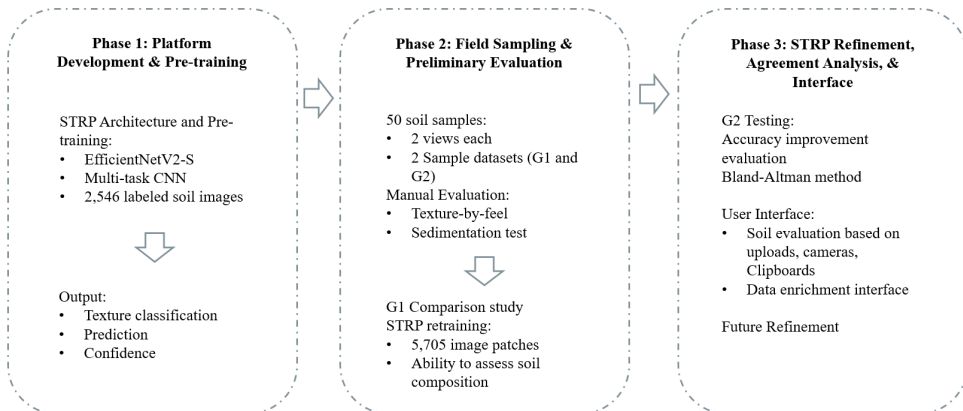 Phase 1: Platform
Development & Pre-training
STRP Architecture and Pre-
training:
• EfficientNetV2-S
• Multi-task CNN
• 2,546 labeled soil images
Output:
• Texture classification
• Prediction
• Confidence
Phase 2: Field Sampling &
Preliminary Evaluation
50 soil samples:
• 2 views each
• 2 Sample datasets (G1 and
G2)
Manual Evaluation:
• Texture-by-feel
• Sedimentation test
G1 Comparison study
STRP retraining:
• 5,705 image patches
• Ability to assess soil
composition
Phase 3: STRP Refinement,
Agreement Analysis, &
Interface
G2 Testing:
Accuracy improvement
evaluation
Bland-Altman method
User Interface:
• Soil evaluation based on
uploads, cameras,
Clipboards
• Data enrichment interface
Future Refinement